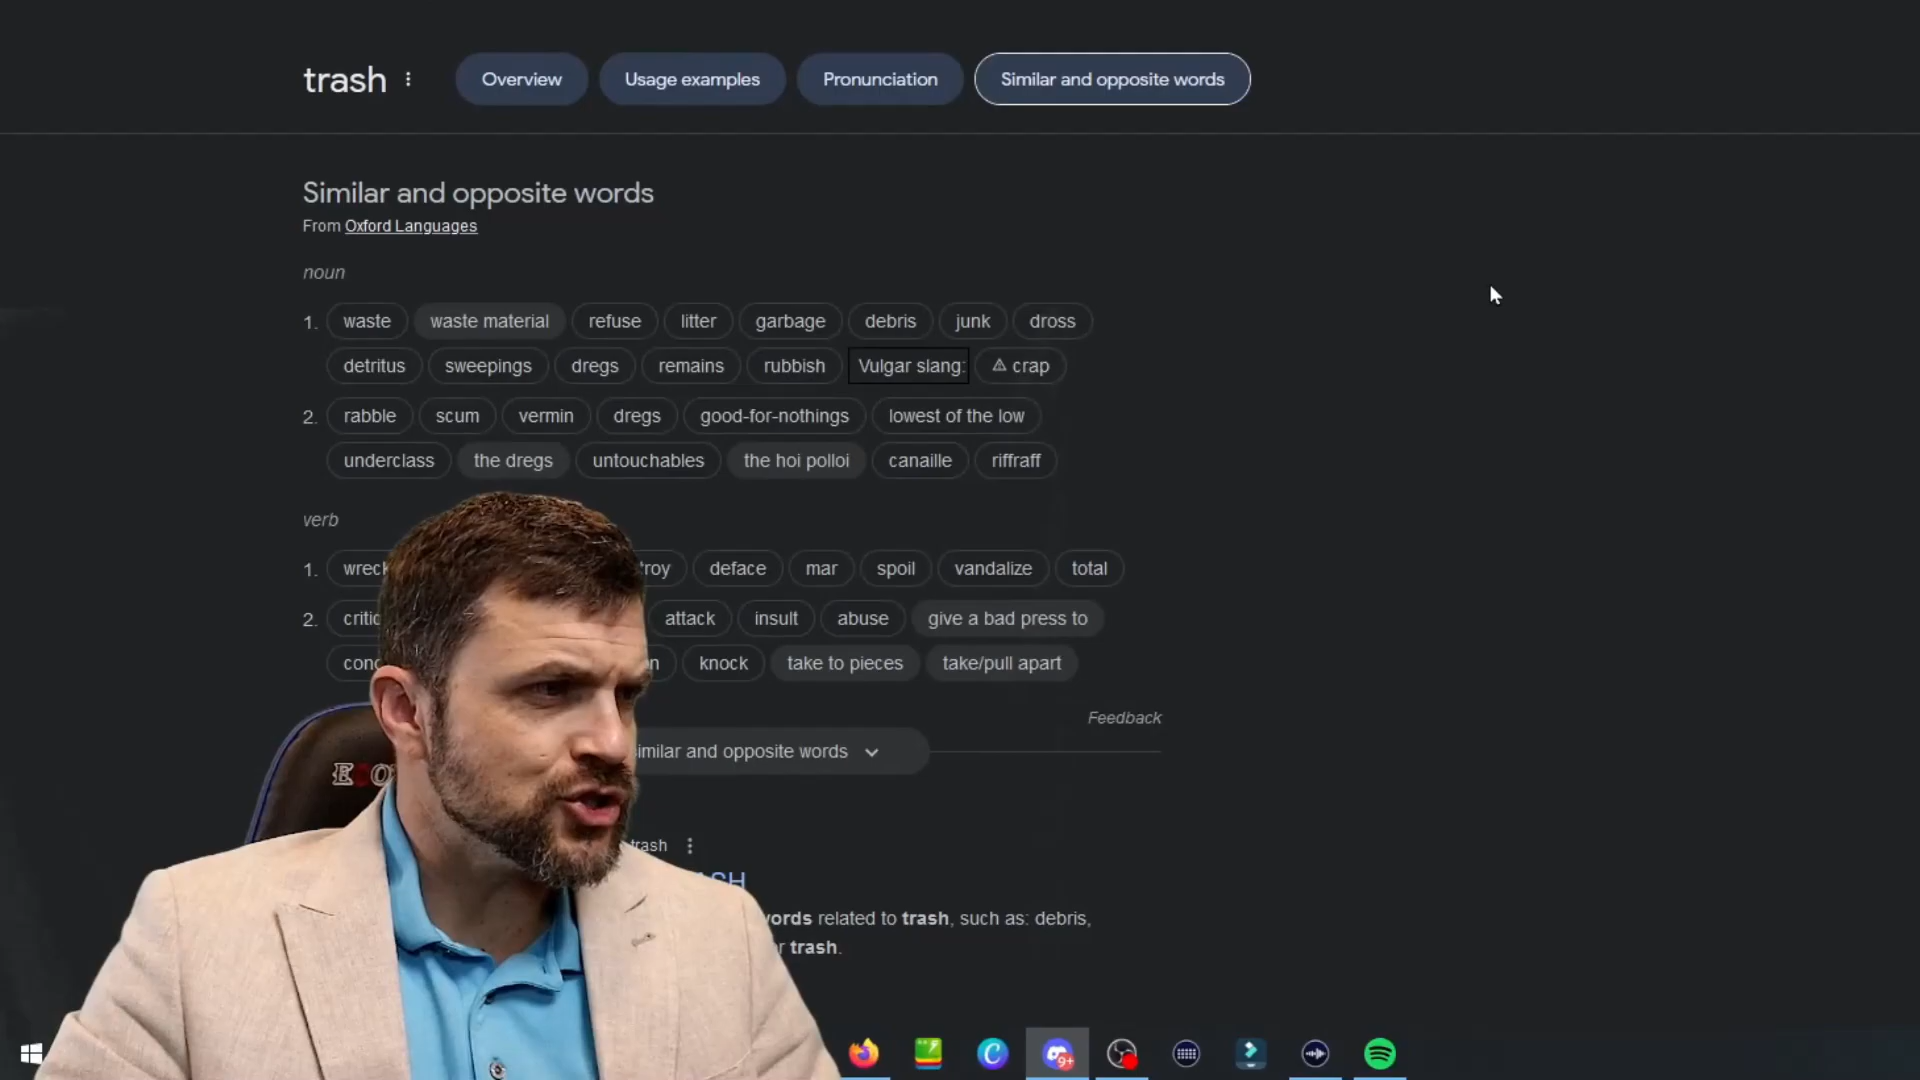 trash Overview Usage examples Pronunciation Similar and opposite words
Similar and opposite words
From Oxford Languages
noun
1. waste waste material refuse litter garbage debris junk dross
detritus sweepings dregs remains rubbish Vulgar slang: crap
2. rabble scum vermin dregs good-for-nothings lowest of the low
underclass the dregs untouchables the hoi polloi canaille riffraff
verb
1. wreck deface mar spoil vandalize total
2. attack insult abuse give a bad press to
knock take to pieces take/pull apart
Feedback
and opposite words
trash
related to trash, such as: debris,
trash.
9+